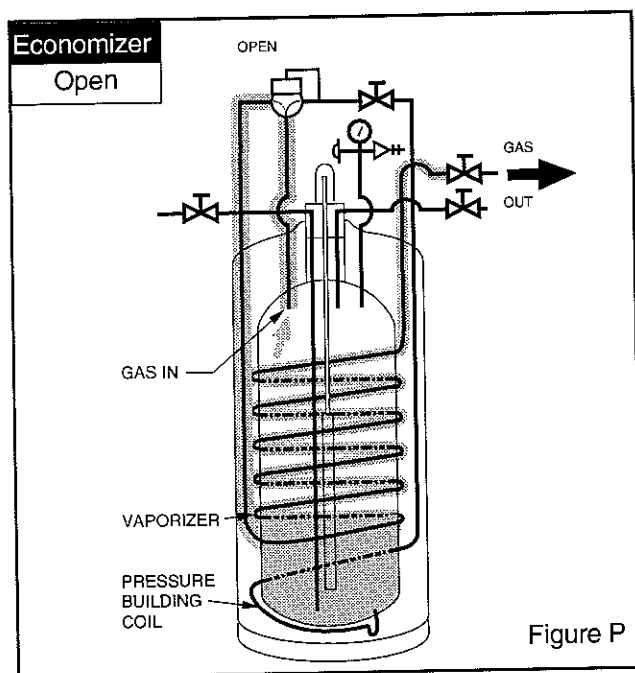 Economizer
Open
OPEN
GAS
OUT
GAS IN
VAPORIZER
PRESSURE
BUILDING
COIL
Figure P